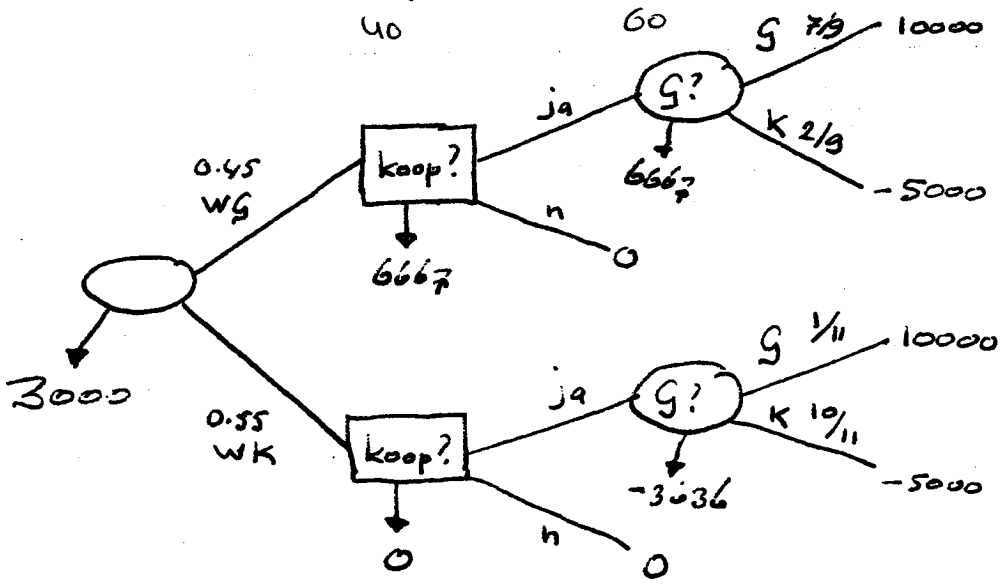 40
60
G 7/9
10000
ja
G?
K 2/9
0.45
WG
koop?
6667
-5000
n
6667
0
3000
G 1/11
10000
ja
G?
K 10/11
0.55
WK
koop?
-3636
-5000
n
0
0